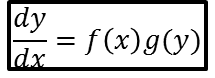 dy/dx = f(x)g(y)